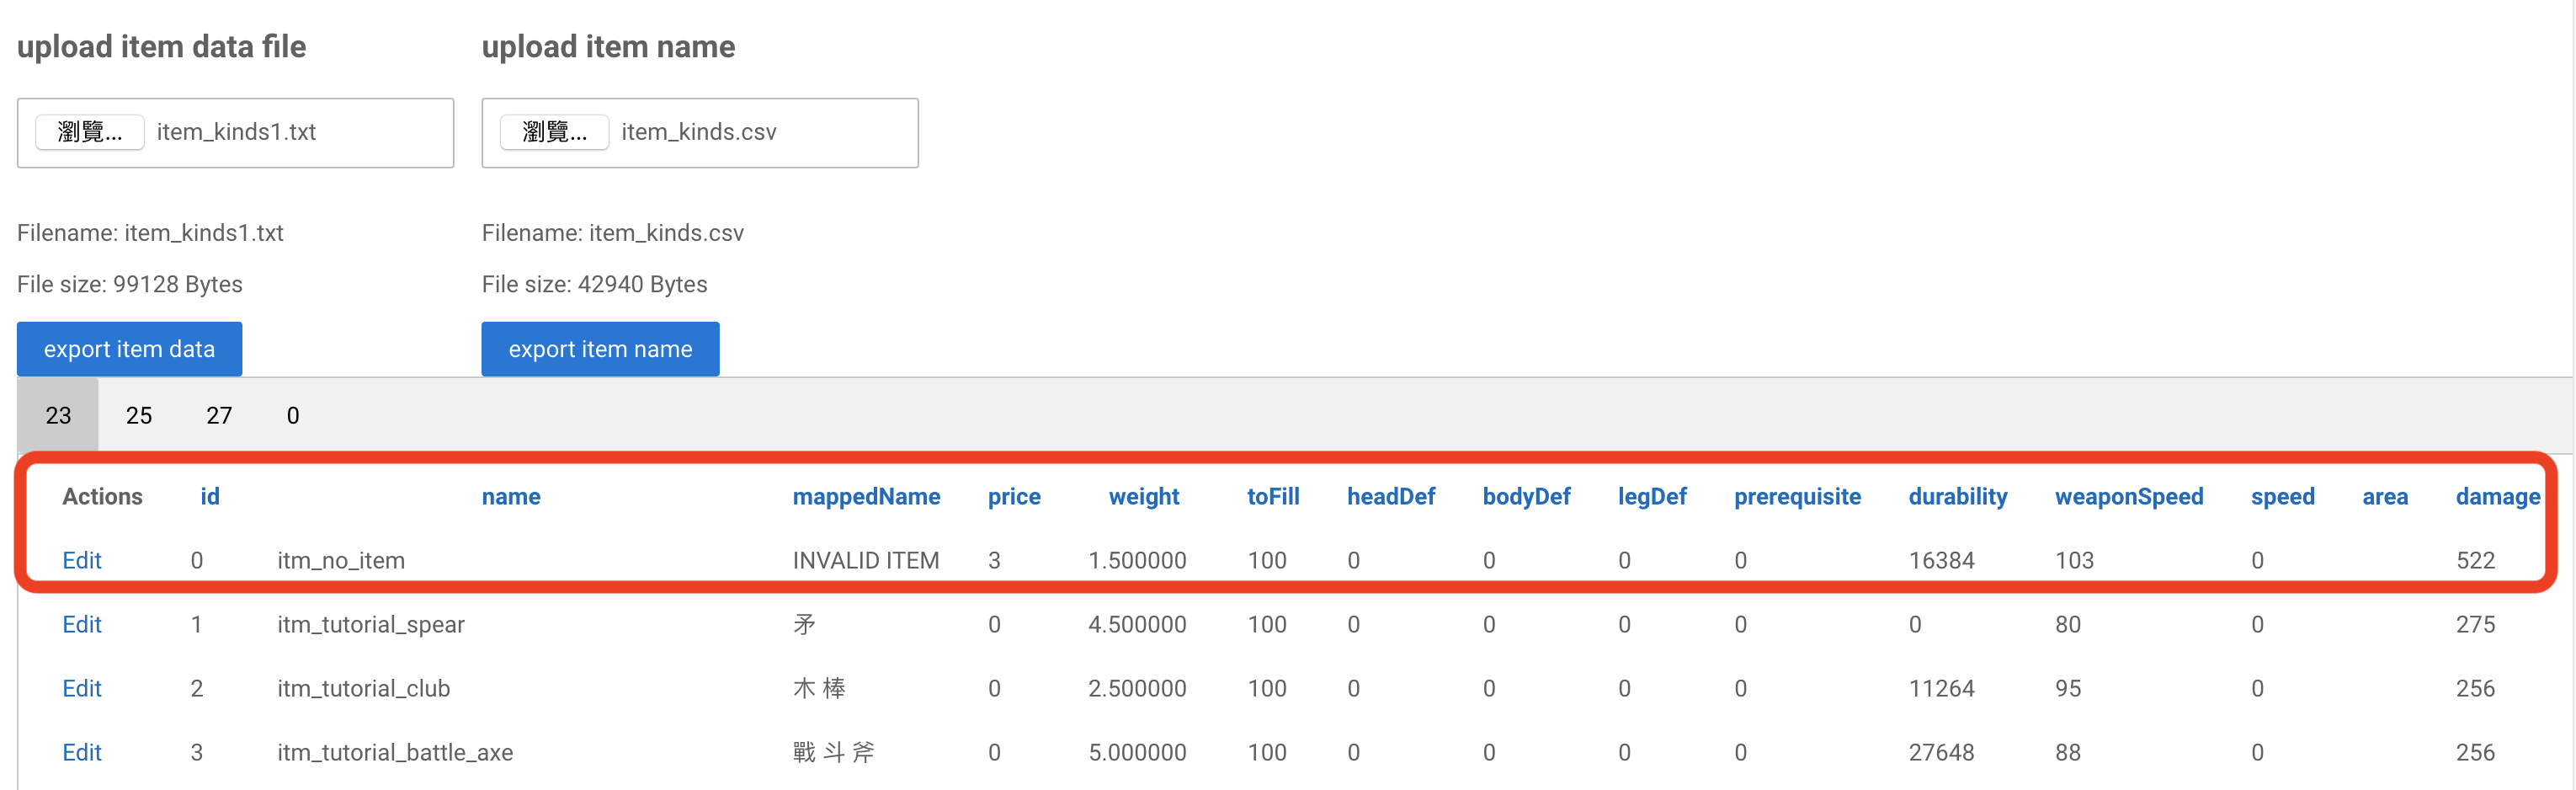 upload item data file
upload item name
瀏覽... item_kinds1.txt
瀏覽... item_kinds.csv
Filename: item_kinds1.txt
Filename: item_kinds.csv
File size: 99128 Bytes
File size: 42940 Bytes
export item data
export item name
23 25 27 0
Actions id name mappedName price weight toFill headDef bodyDef legDef prerequisite durability weaponSpeed speed area damage
Edit 0 itm_no_item INVALID ITEM 3 1.500000 100 0 0 0 0 16384 103 0 522
Edit 1 itm_tutorial_spear 矛 0 4.500000 100 0 0 0 0 0 80 0 275
Edit 2 itm_tutorial_club 木 棒 0 2.500000 100 0 0 0 0 11264 95 0 256
Edit 3 itm_tutorial_battle_axe 戰 斗 斧 0 5.000000 100 0 0 0 0 27648 88 0 256